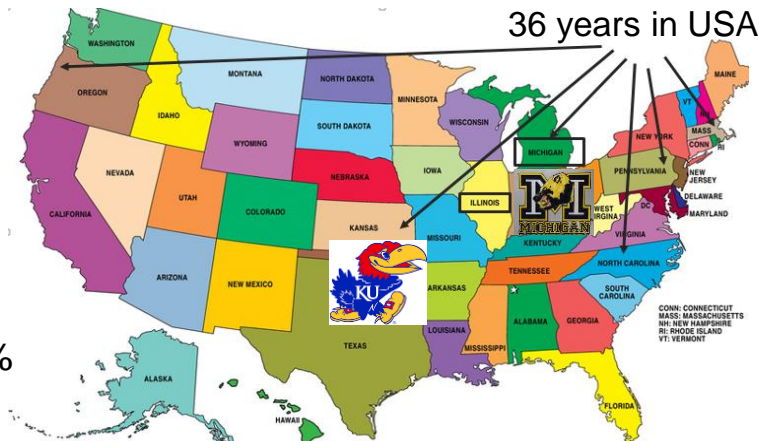 36 years in USA
WASHINGTON
OREGON
IDAHO
MONTANA
NORTH DAKOTA
SOUTH DAKOTA
MINNESOTA
WISCONSIN
MICHIGAN
MAINE
VT
NEW YORK
MASS
CONN
RI
WYOMING
NEBRASKA
IOWA
ILLINOIS
M
MICHIGAN
PENNSYLVANIA
NEW
JERSEY
DELAWARE
MARYLAND
DC
WEST
VIRGINIA
NEVADA
UTAH
COLORADO
KANSAS
MISSOURI
KENTUCKY
CALIFORNIA
KU
ARIZONA
NEW MEXICO
ARKANSAS
TENNESSEE
NORTH CAROLINA
SOUTH
CAROLINA
TEXAS
LOUISIANA
MISSISSIPPI
ALABAMA
GEORGIA
CONN: CONNECTICUT
MASS: MASSACHUSETTS
NH: NEW HAMPSHIRE
RI: RHODE ISLAND
VT: VERMONT
%
ALASKA
HAWAII
FLORIDA